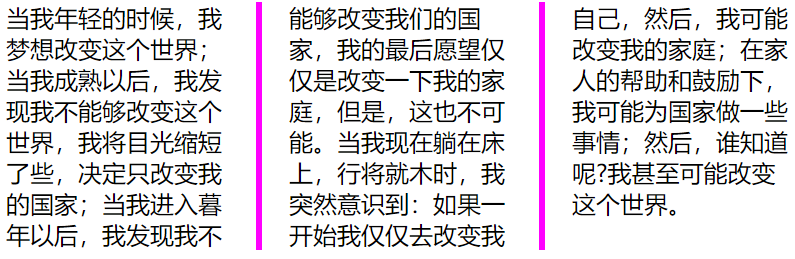 当我年轻的时候，我
梦想改变这个世界；
当我成熟以后，我发
现我不能够改变这个
世界，我将目光缩短
了些，决定只改变我
的国家；当我进入暮
年以后，我发现我不
能够改变我们的国
家，我的最后愿望仅
仅是改变一下我的家
庭，但是，这也不可
能。当我现在躺在床
上，行将就木时，我
突然意识到：如果一
开始我仅仅去改变我
自己，然后，我可能
改变我的家庭；在家
人的帮助和鼓励下，
我可能为国家做一些
事情；然后，谁知道
呢?我甚至可能改变
这个世界。